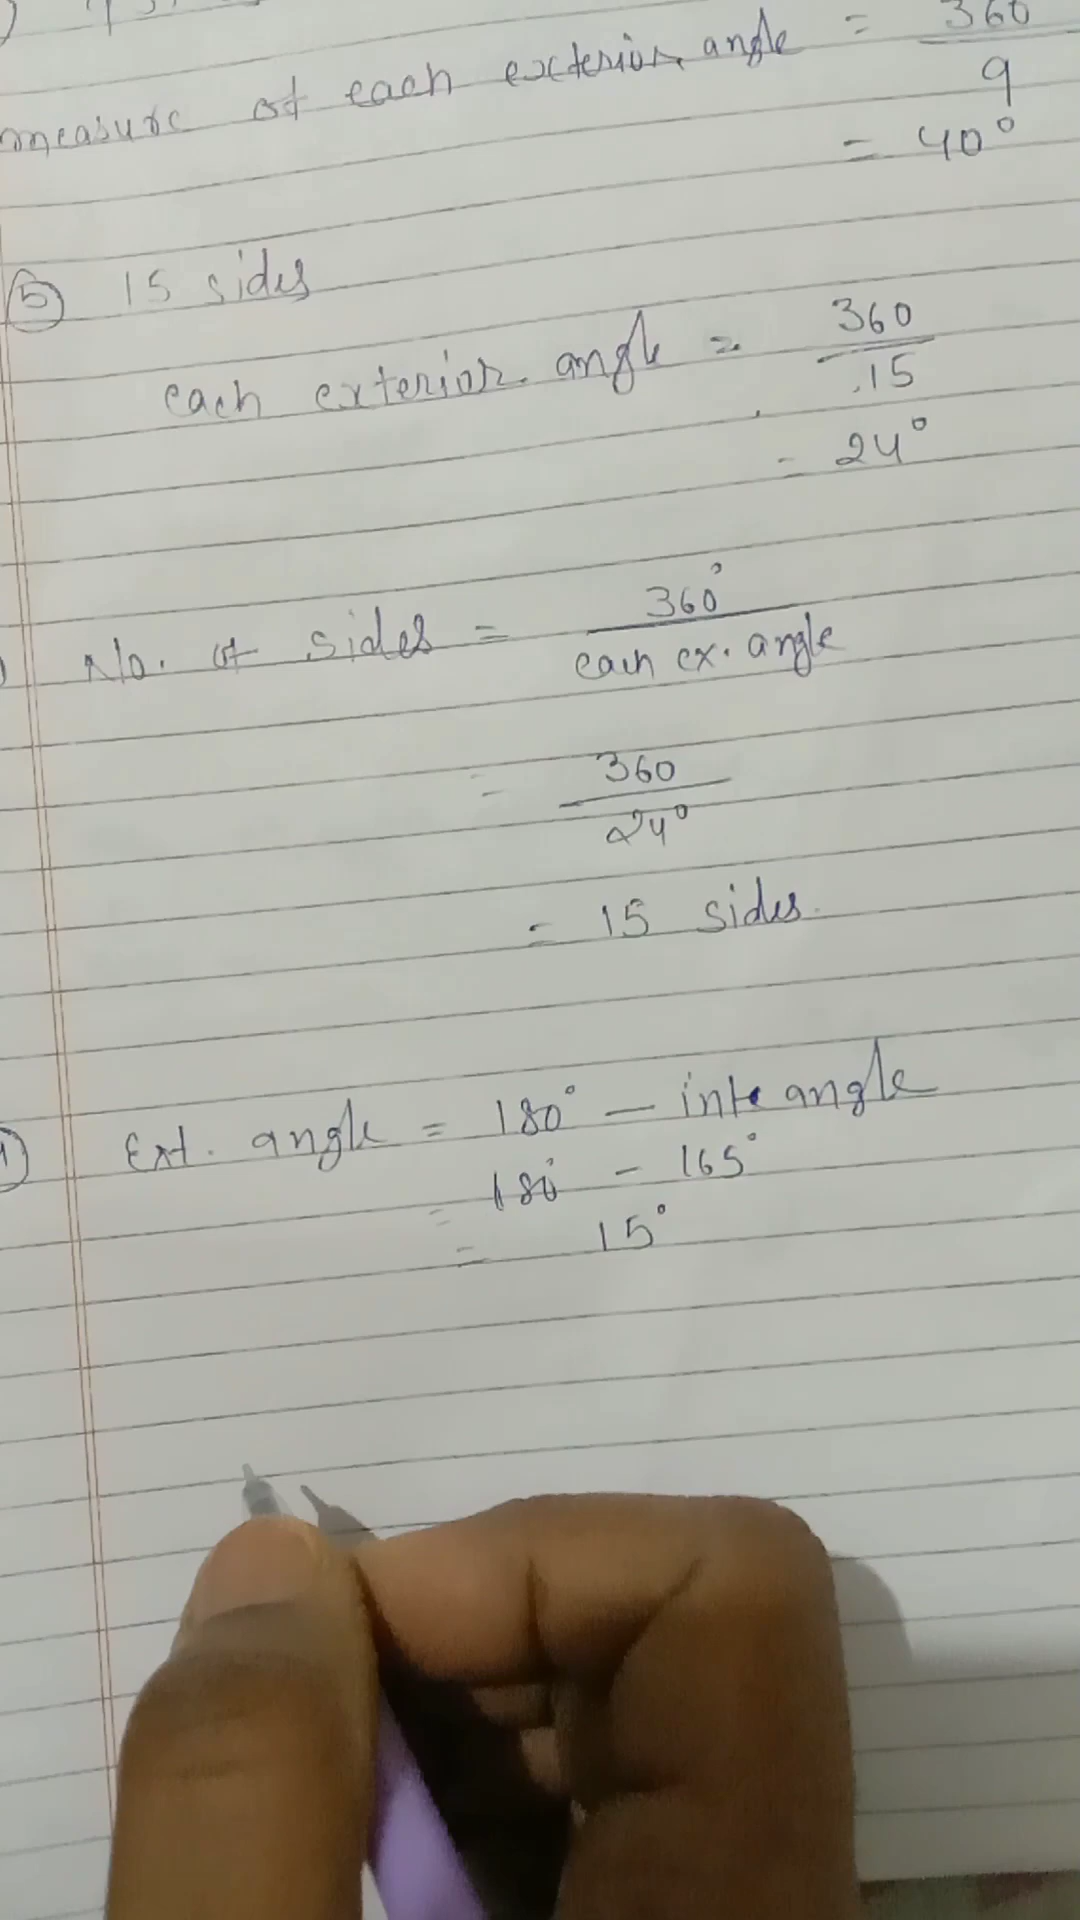 measure of each exterior angle = 360
9
= 40°
5 15 sides
each exterior angle = 360
15
= 24°
No. of sides = 360°
each ex. angle
= 360
24°
= 15 sides.
Ext. angle = 180° – inte angle
= 180° – 165°
= 15°